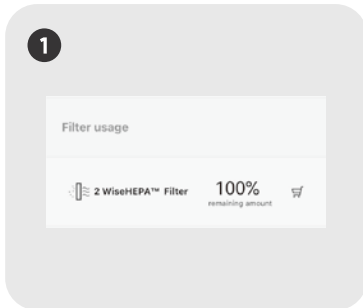 1
Filter usage
2 WiseHEPA™ Filter 100%
remaining amount